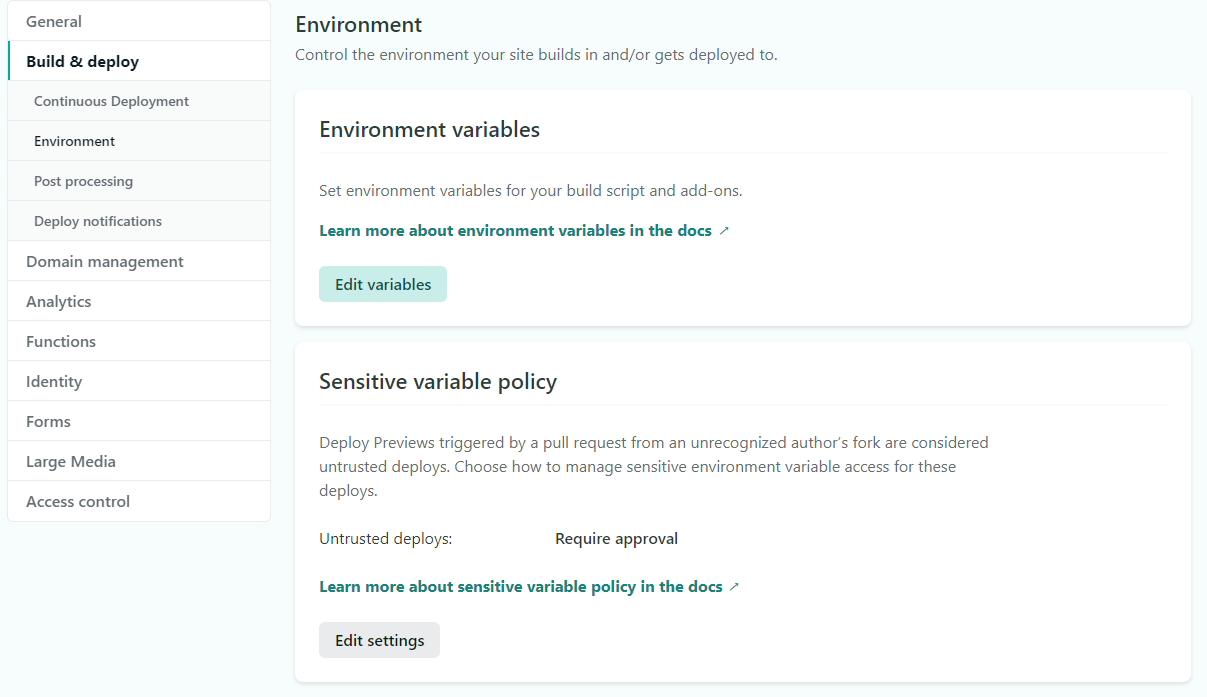 General
Build & deploy
Continuous Deployment
Environment
Post processing
Deploy notifications
Domain management
Analytics
Functions
Identity
Forms
Large Media
Access control
Environment
Control the environment your site builds in and/or gets deployed to.
Environment variables
Set environment variables for your build script and add-ons.
Learn more about environment variables in the docs ↗
Edit variables
Sensitive variable policy
Deploy Previews triggered by a pull request from an unrecognized author’s fork are considered
untrusted deploys. Choose how to manage sensitive environment variable access for these
deploys.
Untrusted deploys: Require approval
Learn more about sensitive variable policy in the docs ↗
Edit settings